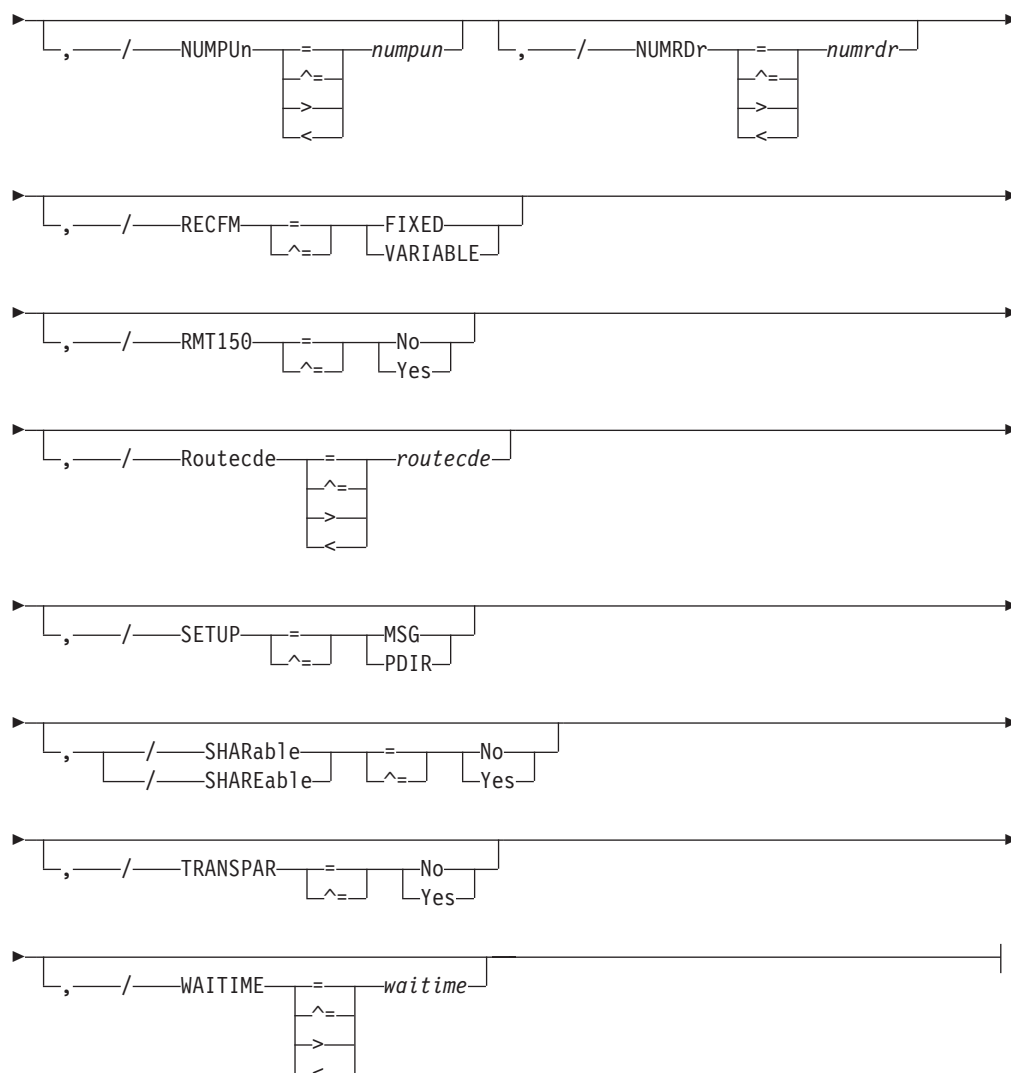 , / NUMPUn = numpun , / NUMRDr = numrdr
^= ^=
> >
< <
, / RECFM = FIXED
^= VARIABLE
, / RMT150 = No
^= Yes
, / Routecde = routecde
^=
>
<
, / SETUP = MSG
^= PDIR
, / SHARable = No
/ SHAREable ^= Yes
, / TRANSPAR = No
^= Yes
, / WAITIME = waitime
^=
>
<